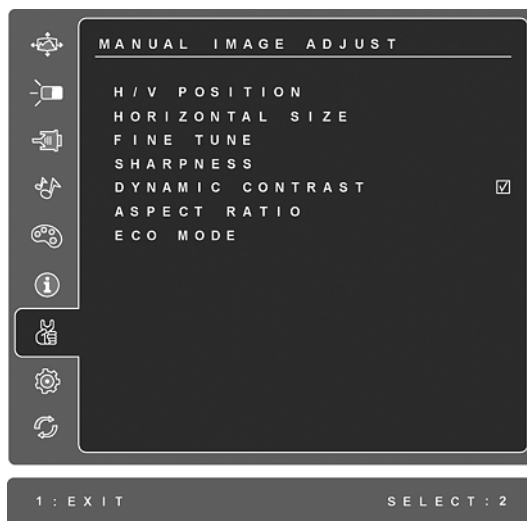 MANUAL IMAGE ADJUST
H/V POSITION
HORIZONTAL SIZE
FINE TUNE
SHARPNESS
DYNAMIC CONTRAST
ASPECT RATIO
ECO MODE
1:EXIT SELECT:2